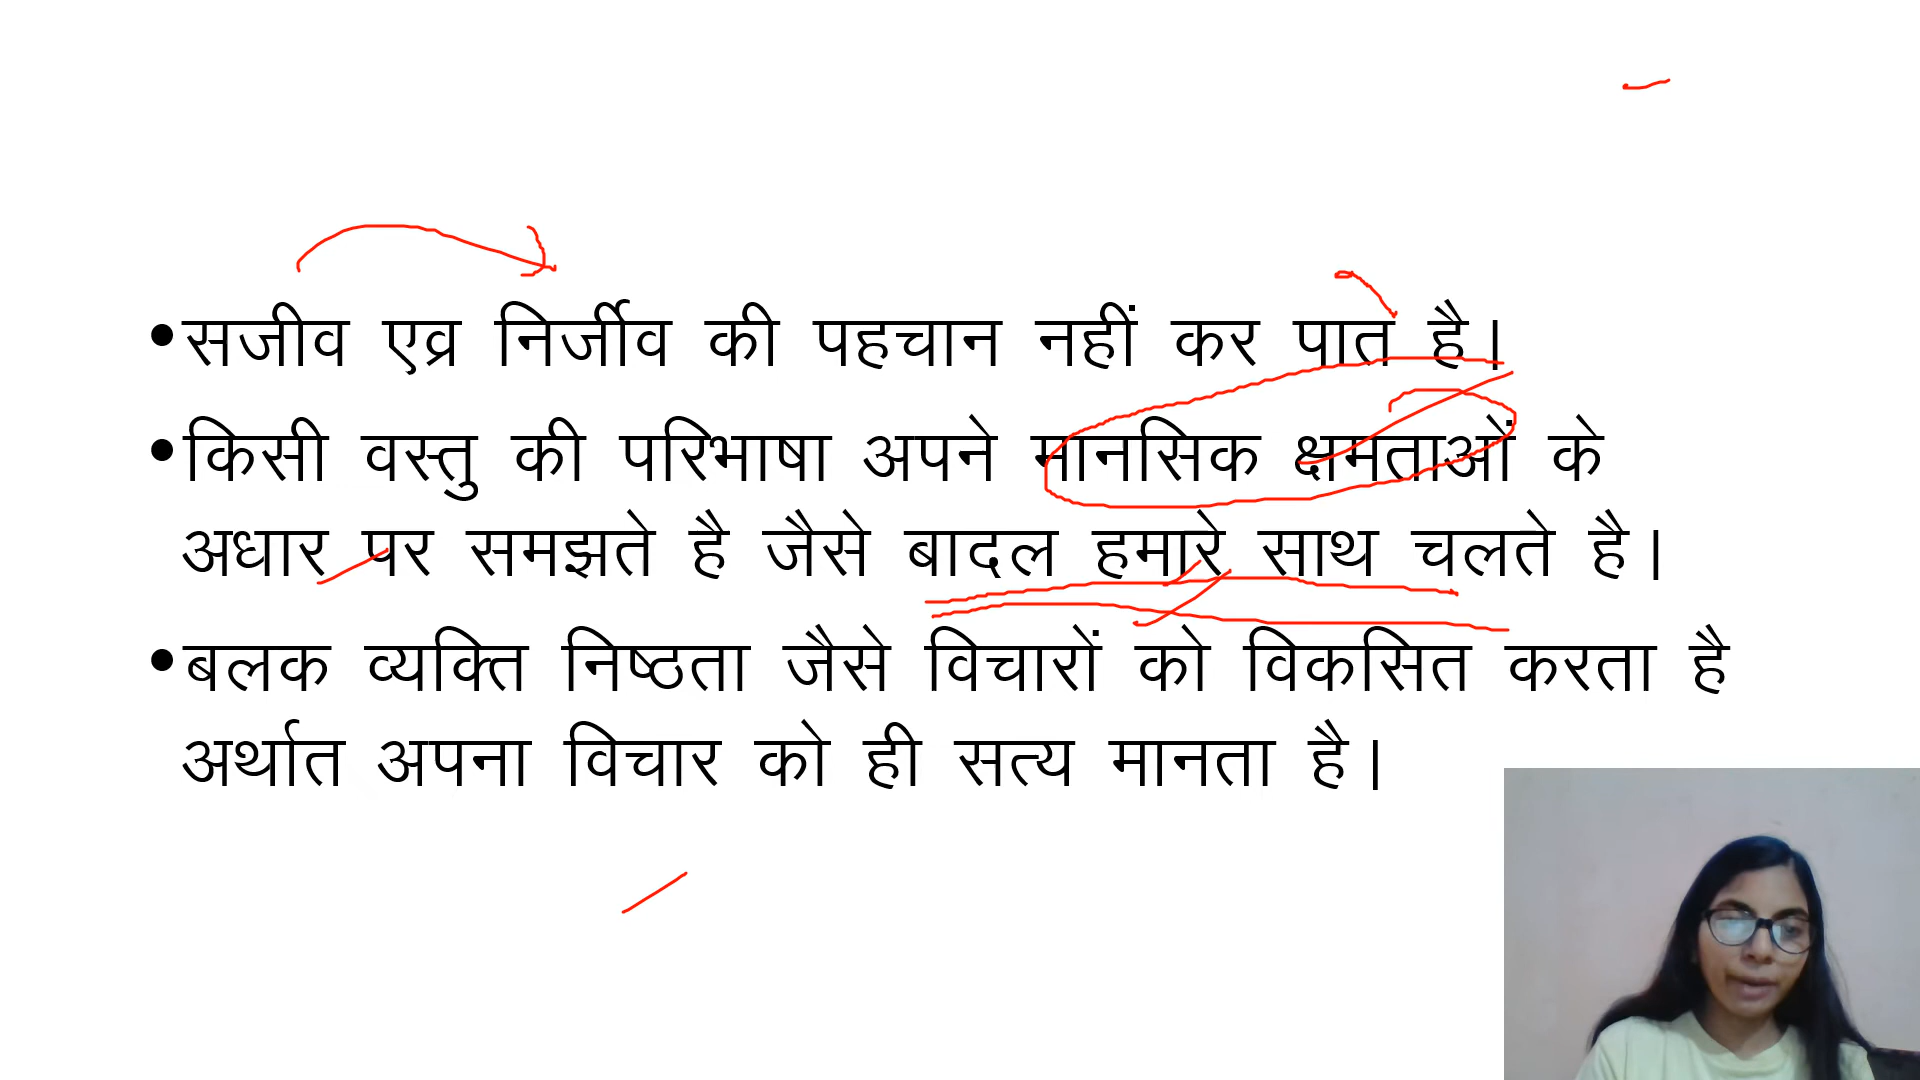 •सजीव एव्र निर्जीव की पहचान नहीं कर पात है।
•किसी वस्तु की परिभाषा अपने मानसिक क्षमताओं के
अधार पर समझते है जैसे बादल हमारे साथ चलते है।
•बलक व्यक्ति निष्ठता जैसे विचारों को विकसित करता है
अर्थात अपना विचार को ही सत्य मानता है।